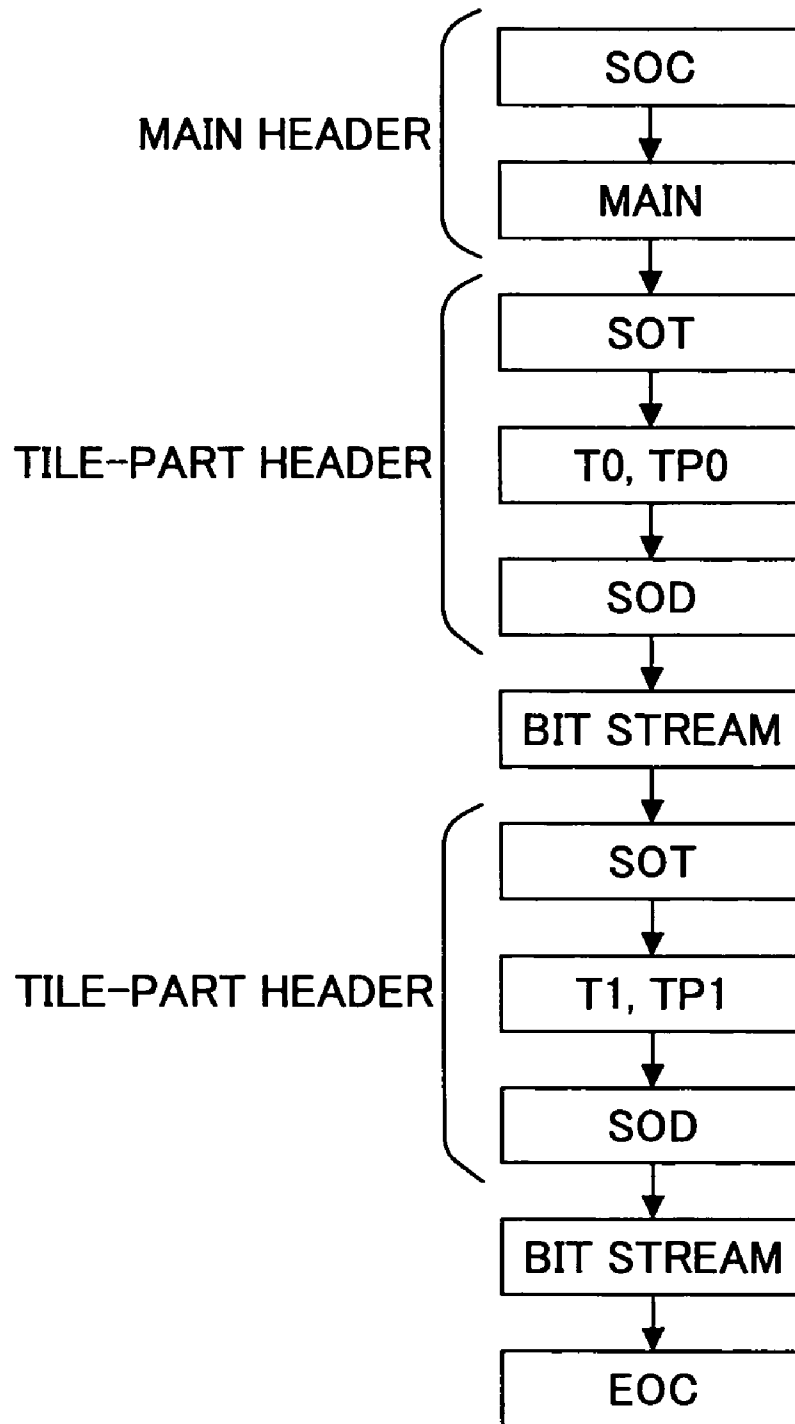 MAIN HEADER
SOC
MAIN
TILE-PART HEADER
SOT
T0, TP0
SOD
BIT STREAM
TILE-PART HEADER
SOT
T1, TP1
SOD
BIT STREAM
EOC